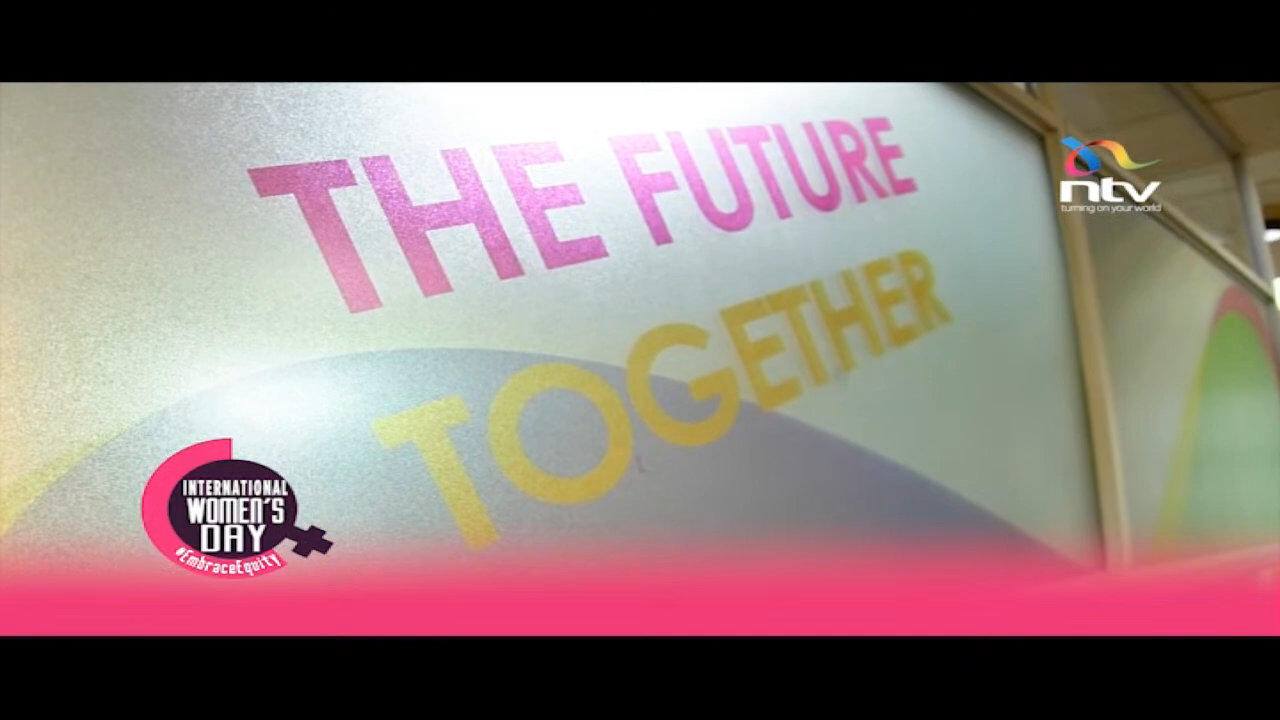 THE FUTURE
TOGETHER
ntv
turning on your world
INTERNATIONAL
WOMEN'S
DAY
#EmbraceEquity